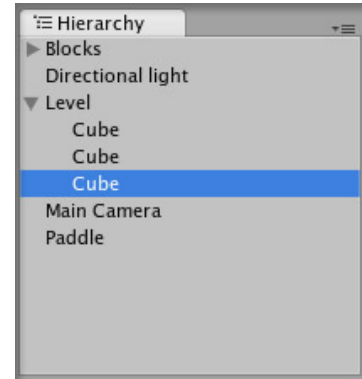 Hierarchy
Blocks
Directional light
Level
Cube
Cube
Cube
Main Camera
Paddle